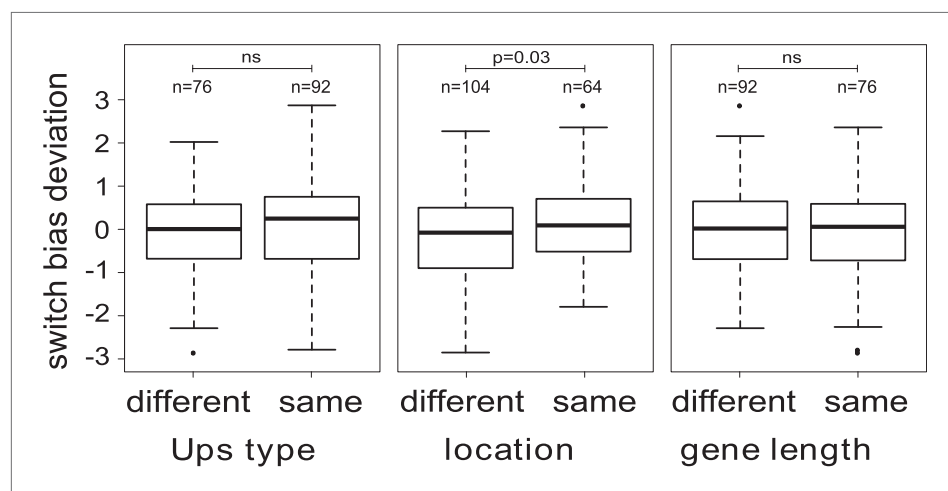 switch bias deviation
3
2
1
0
-1
-2
-3
ns
n=76 n=92
different same
Ups type
p=0.03
n=104 n=64
different same
location
ns
n=92 n=76
different same
gene length